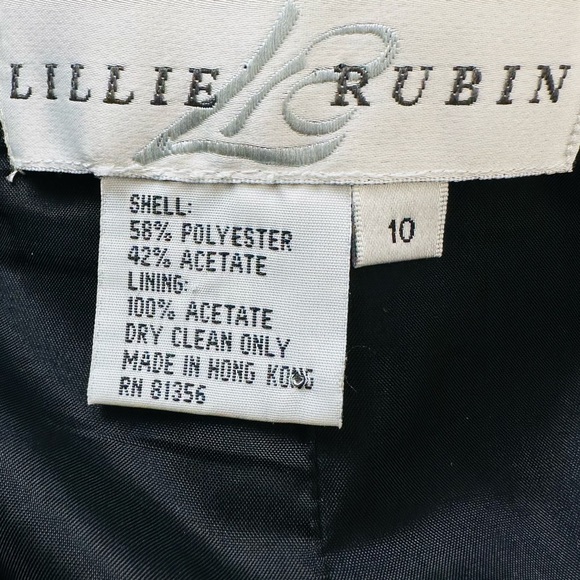 LILLIE LR RUBIN
SHELL:
58% POLYESTER
42% ACETATE
LINING:
100% ACETATE
DRY CLEAN ONLY
MADE IN HONG KONG
RN 81356
10